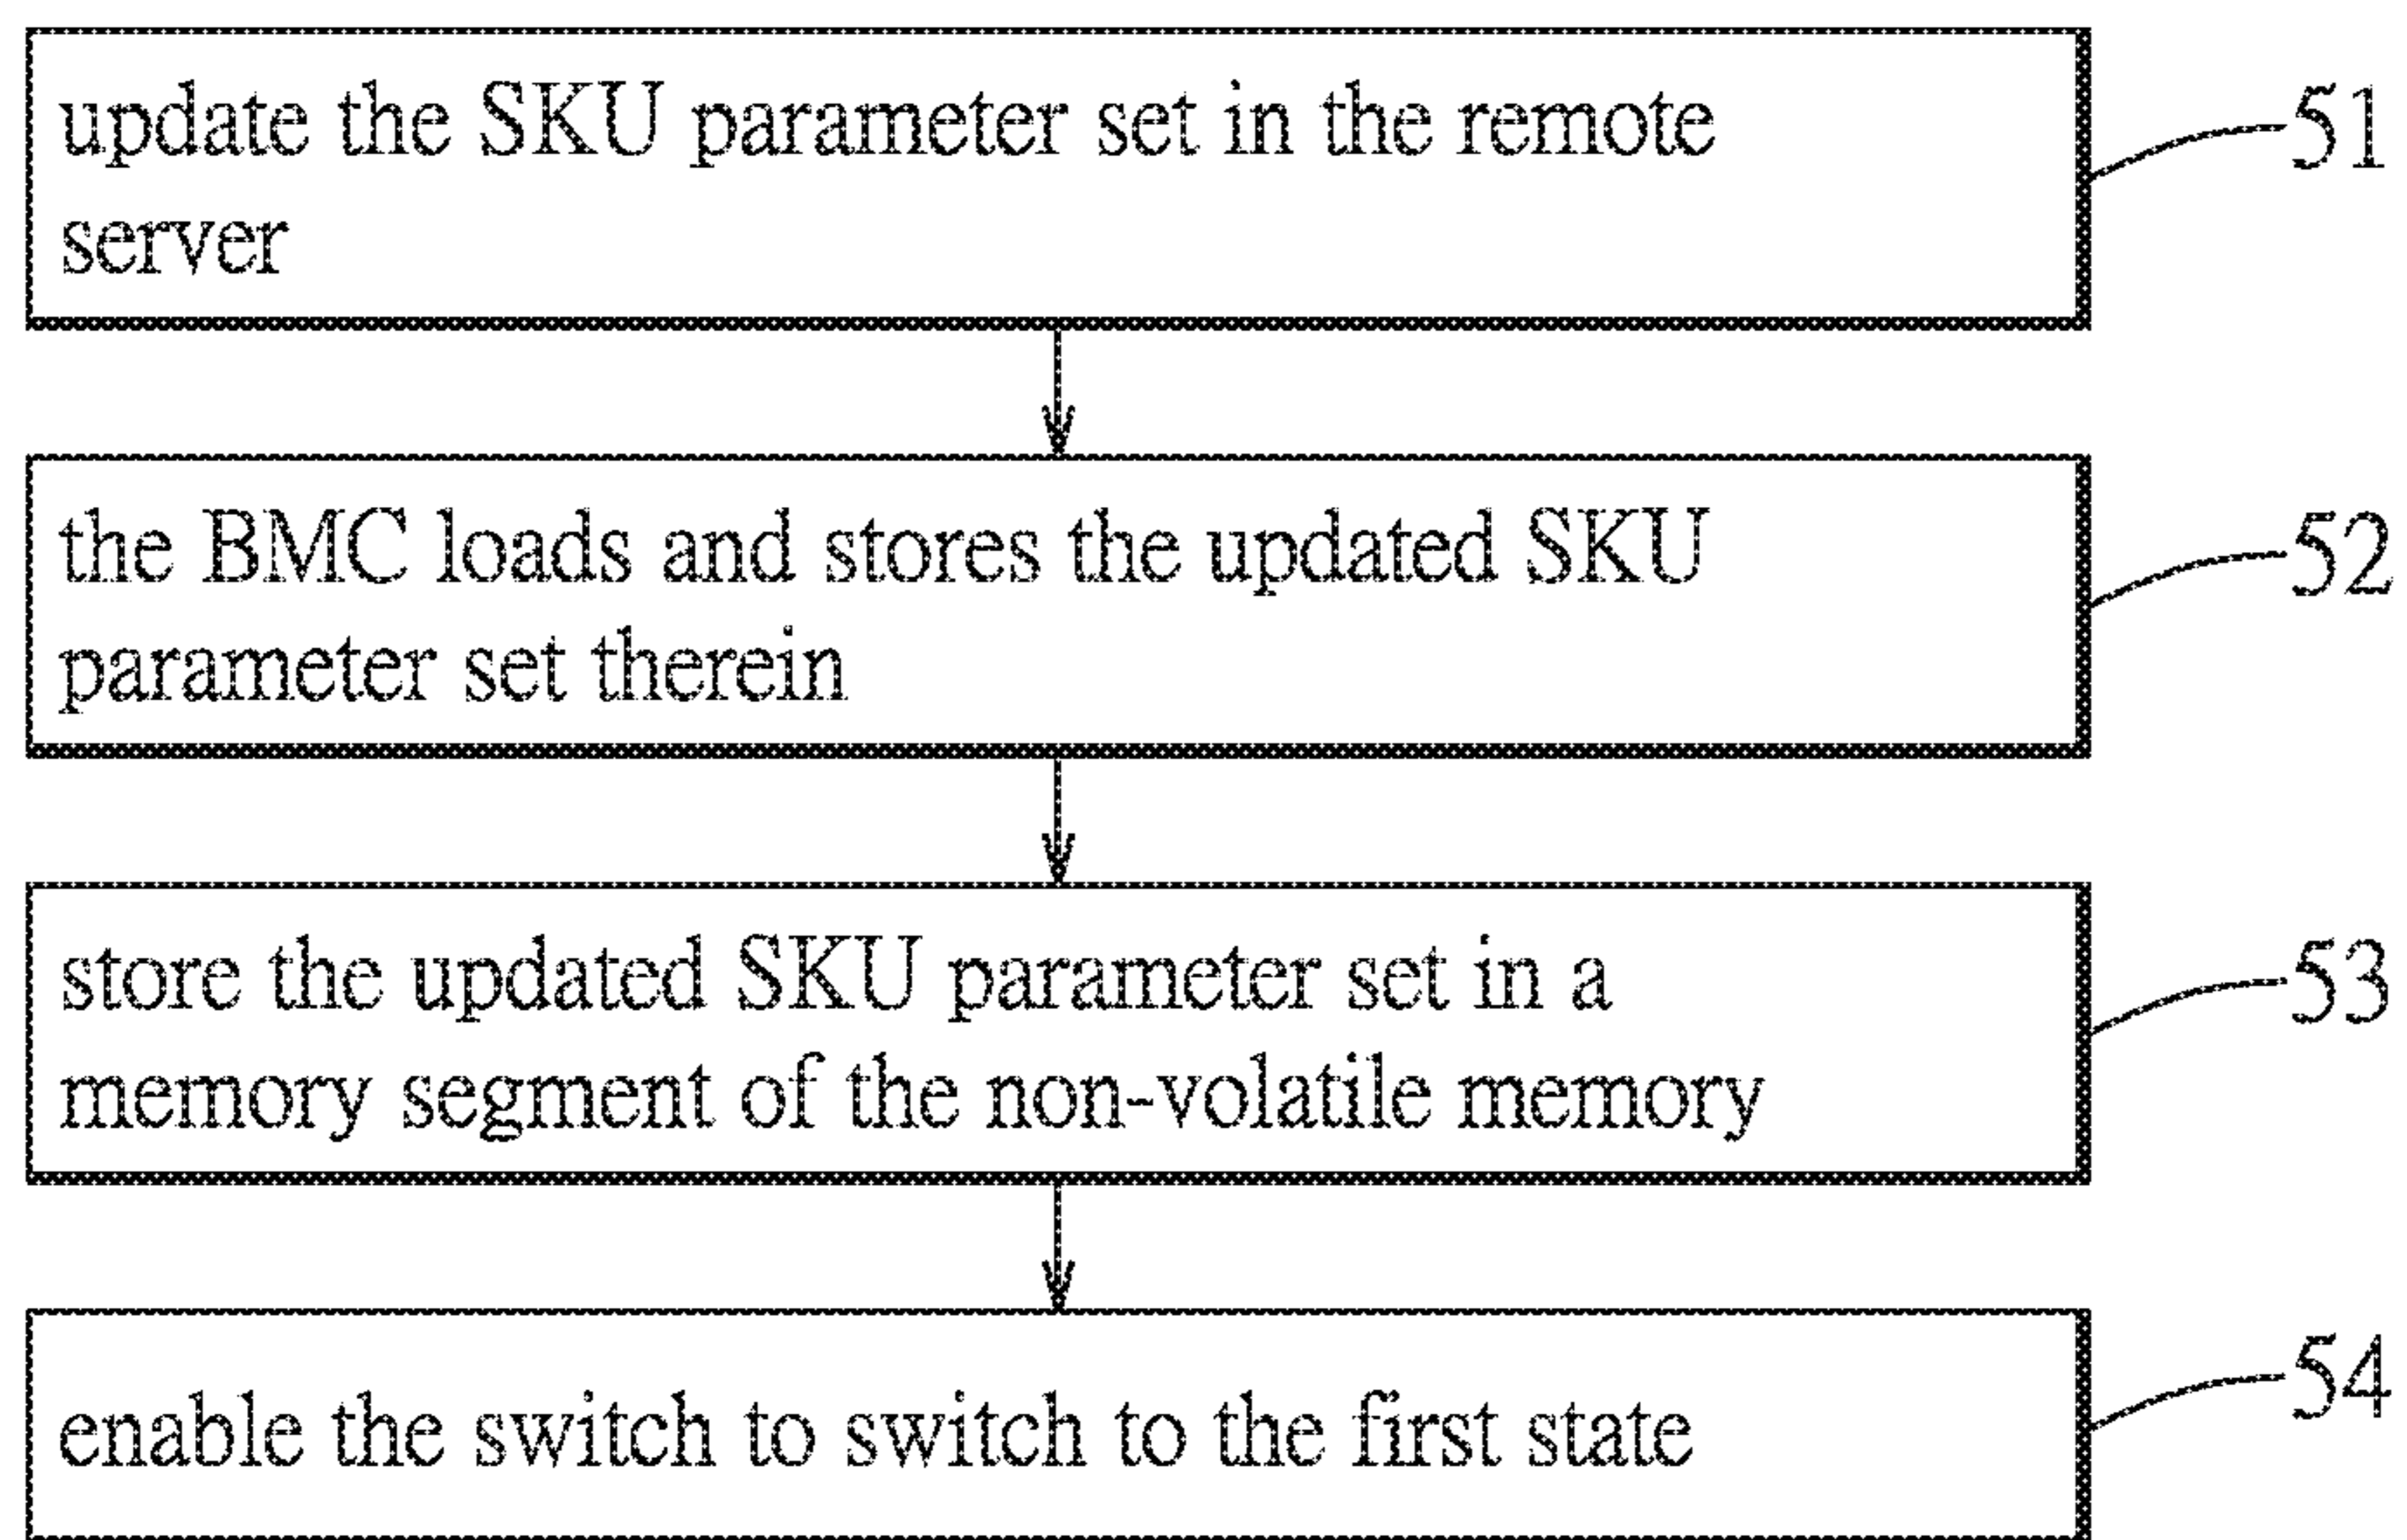 update the SKU parameter set in the remote
server
51
the BMC loads and stores the updated SKU
parameter set therein
52
store the updated SKU parameter set in a
memory segment of the non-volatile memory
53
enable the switch to switch to the first state
54